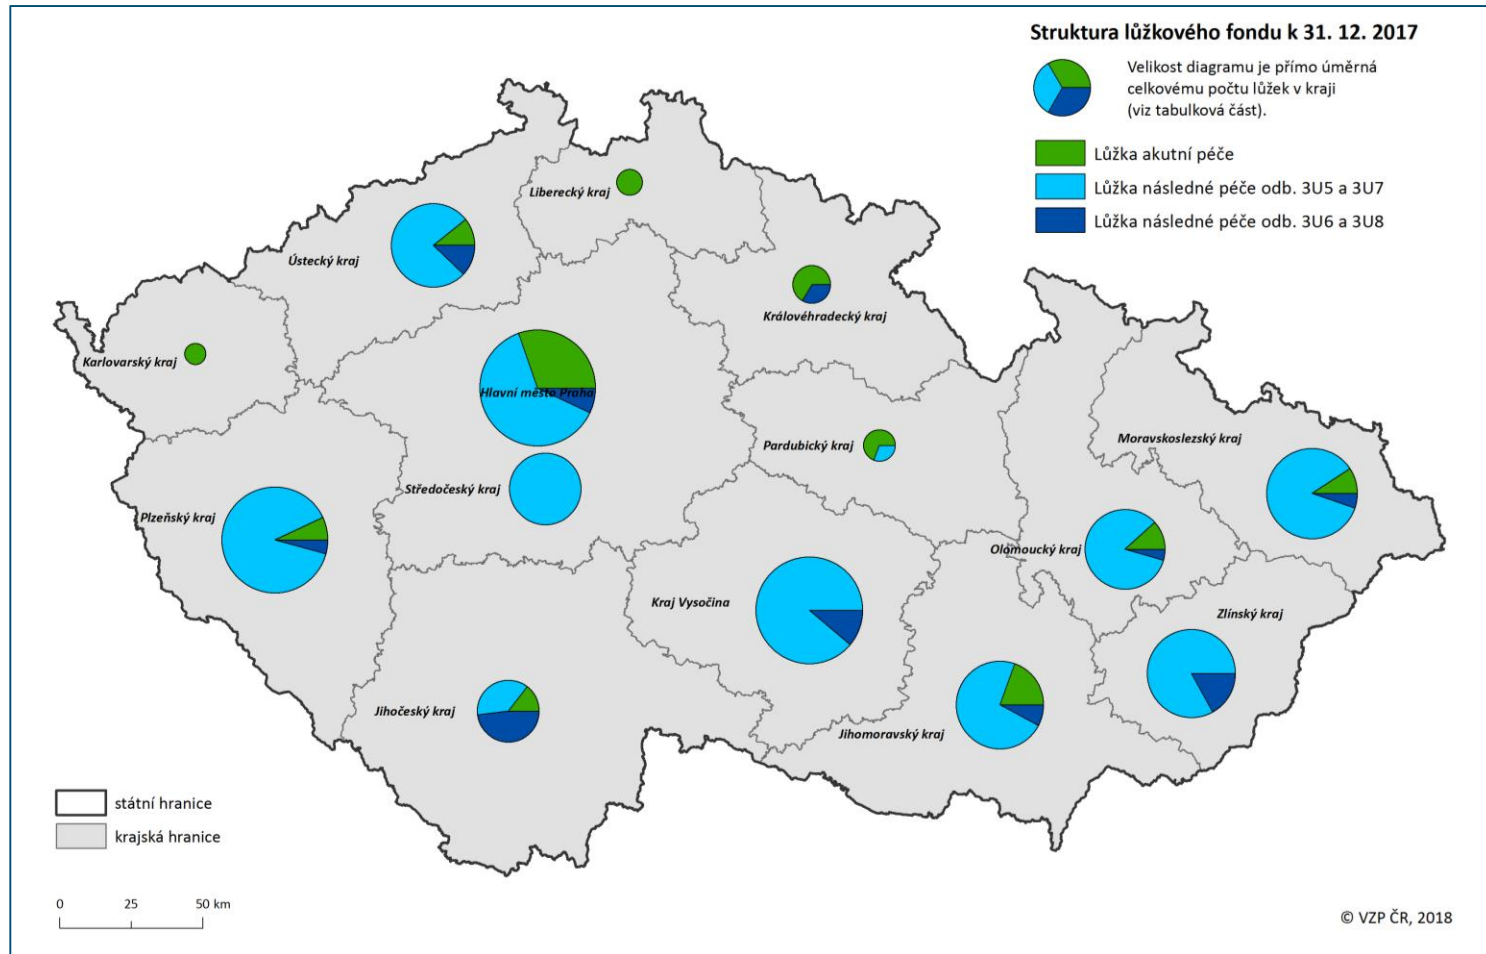 Struktura lůžkového fondu k 31. 12. 2017
Velikost diagramu je přímo úměrná
celkovému počtu lůžek v kraji
(viz tabulková část).
Lůžka akutní péče
Lůžka následné péče odb. 3U5 a 3U7
Lůžka následné péče odb. 3U6 a 3U8
Liberecký kraj
Ústecký kraj
Královéhradecký kraj
Karlovarský kraj
Hlavní město Praha
Pardubický kraj
Moravskoslezský kraj
Středočeský kraj
Plzeňský kraj
Olomoucký kraj
Kraj Vysočina
Zlínský kraj
Jihočeský kraj
Jihomoravský kraj
státní hranice
krajská hranice
0 25 50 km
© VZP ČR, 2018